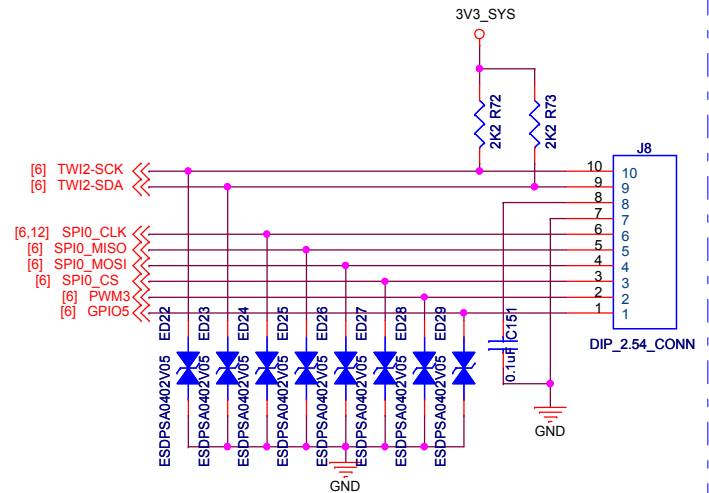 3V3_SYS
2K2 R72
2K2 R73
J8
[6] TWI2-SCK
10 10
[6] TWI2-SDA
9 9
8 8
7 7
[6,12] SPI0_CLK
6 6
[6] SPI0_MISO
5 5
[6] SPI0_MOSI
4 4
[6] SPI0_CS
3 3
[6] PWM3
2 2
[6] GPIO5
1 1
DIP_2.54_CONN
ESDPSA0402V05 ED22
ESDPSA0402V05 ED23
ESDPSA0402V05 ED24
ESDPSA0402V05 ED25
ESDPSA0402V05 ED26
ESDPSA0402V05 ED27
ESDPSA0402V05 ED28
ESDPSA0402V05 ED29
0.1uF C151
GND
GND